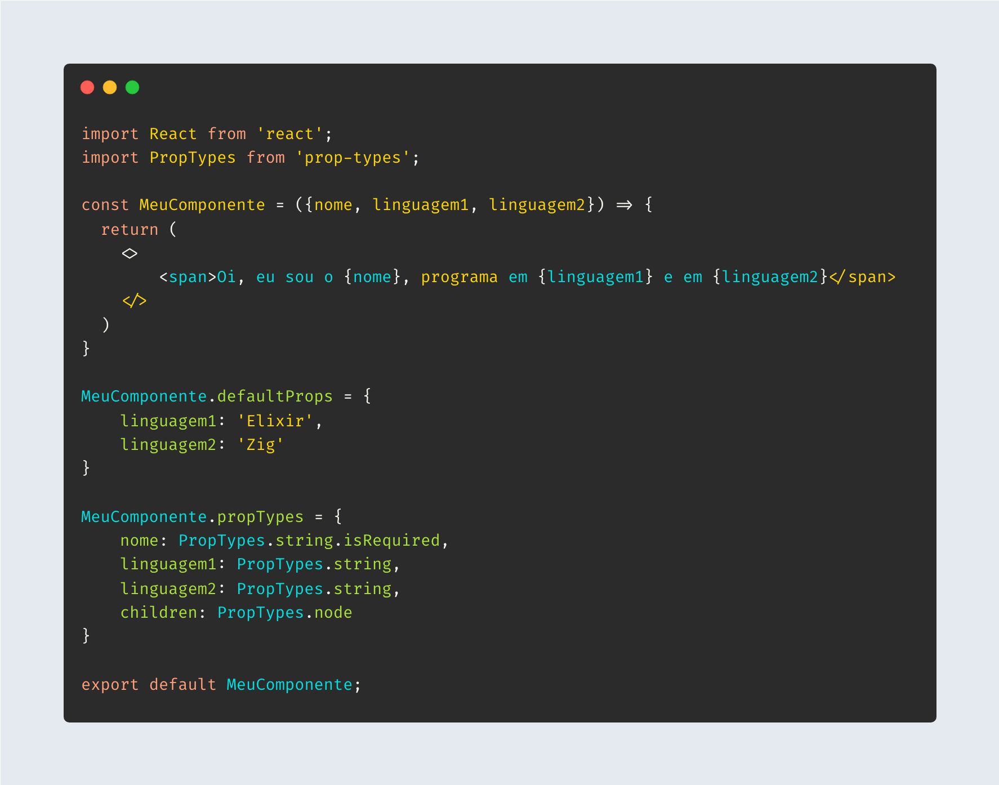 import React from 'react';
import PropTypes from 'prop-types';
const MeuComponente = ({nome, linguagem1, linguagem2}) => {
return (
<>
<span>Oi, eu sou o {nome}, programa em {linguagem1} e em {linguagem2}</span>
</>
)
}
MeuComponente.defaultProps = {
linguagem1: 'Elixir',
linguagem2: 'Zig'
}
MeuComponente.propTypes = {
nome: PropTypes.string.isRequired,
linguagem1: PropTypes.string,
linguagem2: PropTypes.string,
children: PropTypes.node
}
export default MeuComponente;